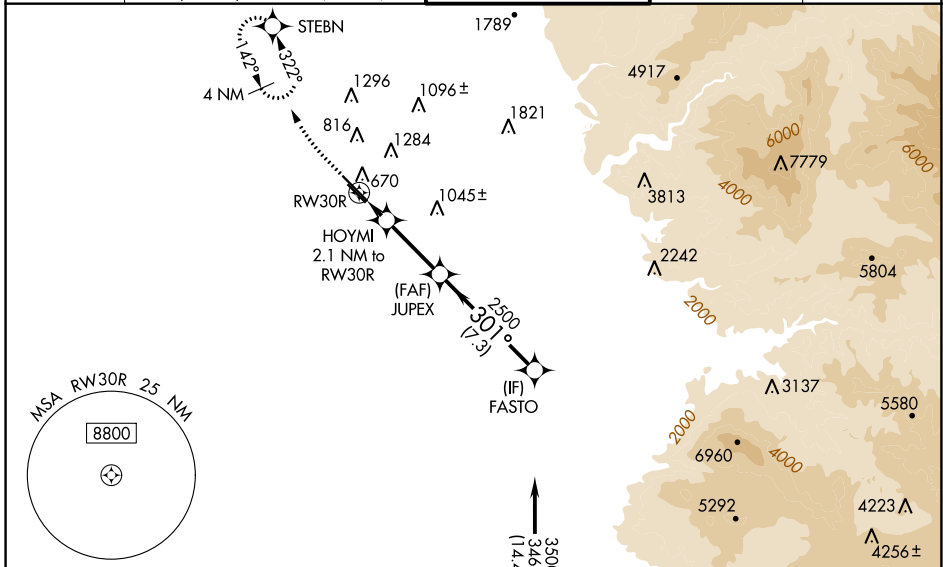 STEBN
1789
142°
322°
4 NM
1296
1096 ±
1821
816
1284
670
1045±
4917
6000
7779
6000
4000
3813
RW30R
HOYMI
2.1 NM to
RW30R
2242
5804
(FAF)
JUPEX
2500
301°
(7.3)
2000
(IF)
FASTO
MSA RW30R 25 NM
8800
3137
5580
2000
6960
4000
5292
4223
4256 ±
346